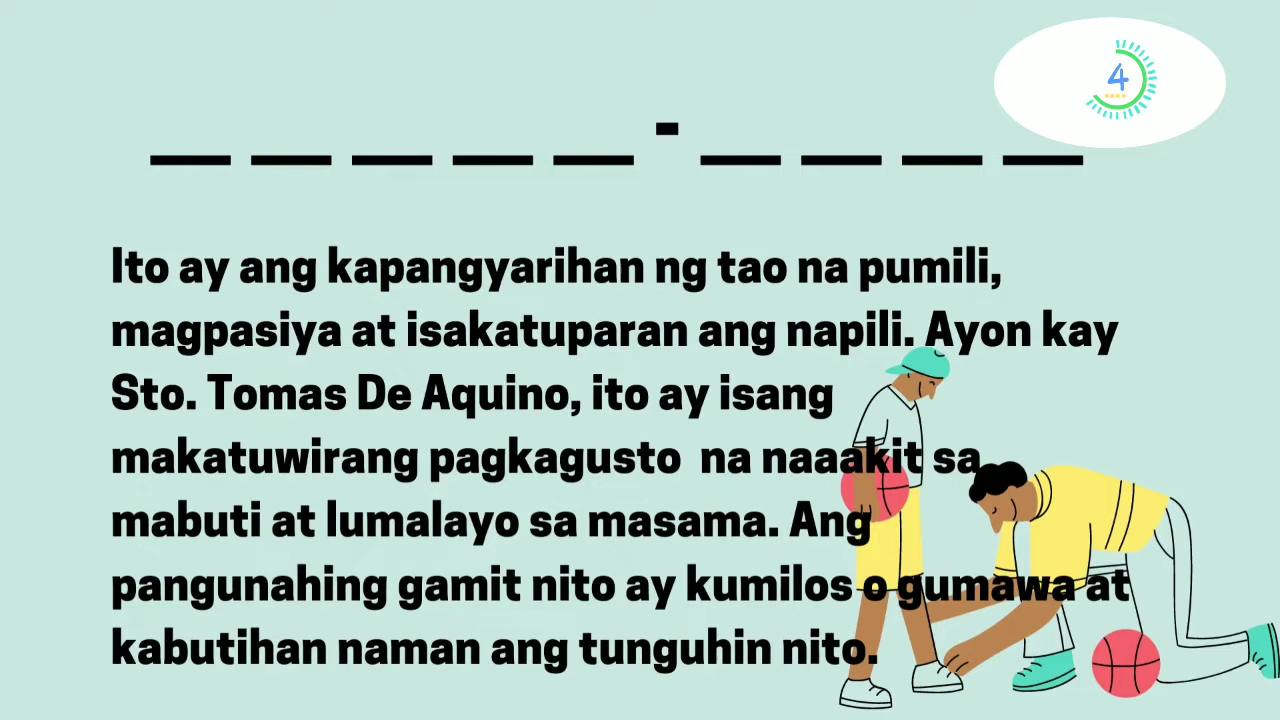 4
_ _ _ _ _ - _ _ _ _
Ito ay ang kapangyarihan ng tao na pumili,
magpasiya at isakatuparan ang napili. Ayon kay
Sto. Tomas De Aquino, ito ay isang
makatuwirang pagkagusto na naaakit sa
mabuti at lumalayo sa masama. Ang
pangunahing gamit nito ay kumilos o gumawa at
kabutihan naman ang tunguhin nito.